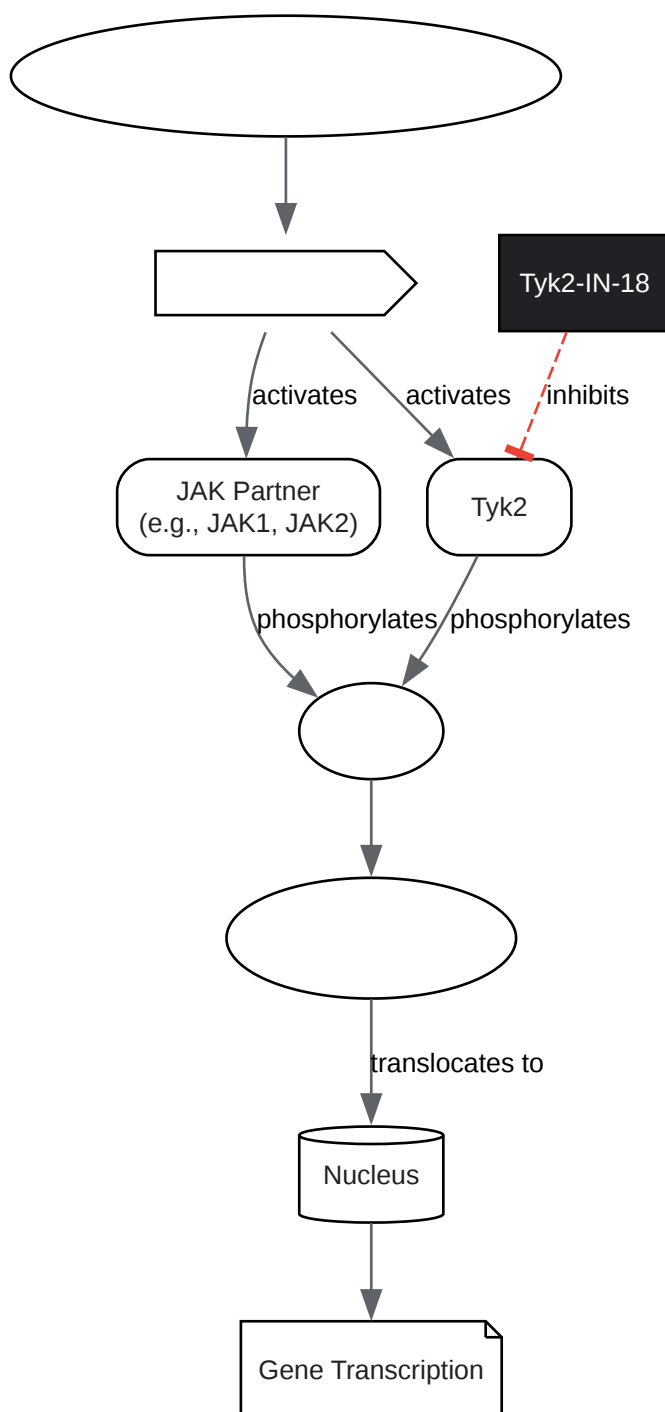 Tyk2-IN-18
activates
activates
inhibits
JAK Partner
(e.g., JAK1, JAK2)
Tyk2
phosphorylates
phosphorylates
translocates to
Nucleus
Gene Transcription